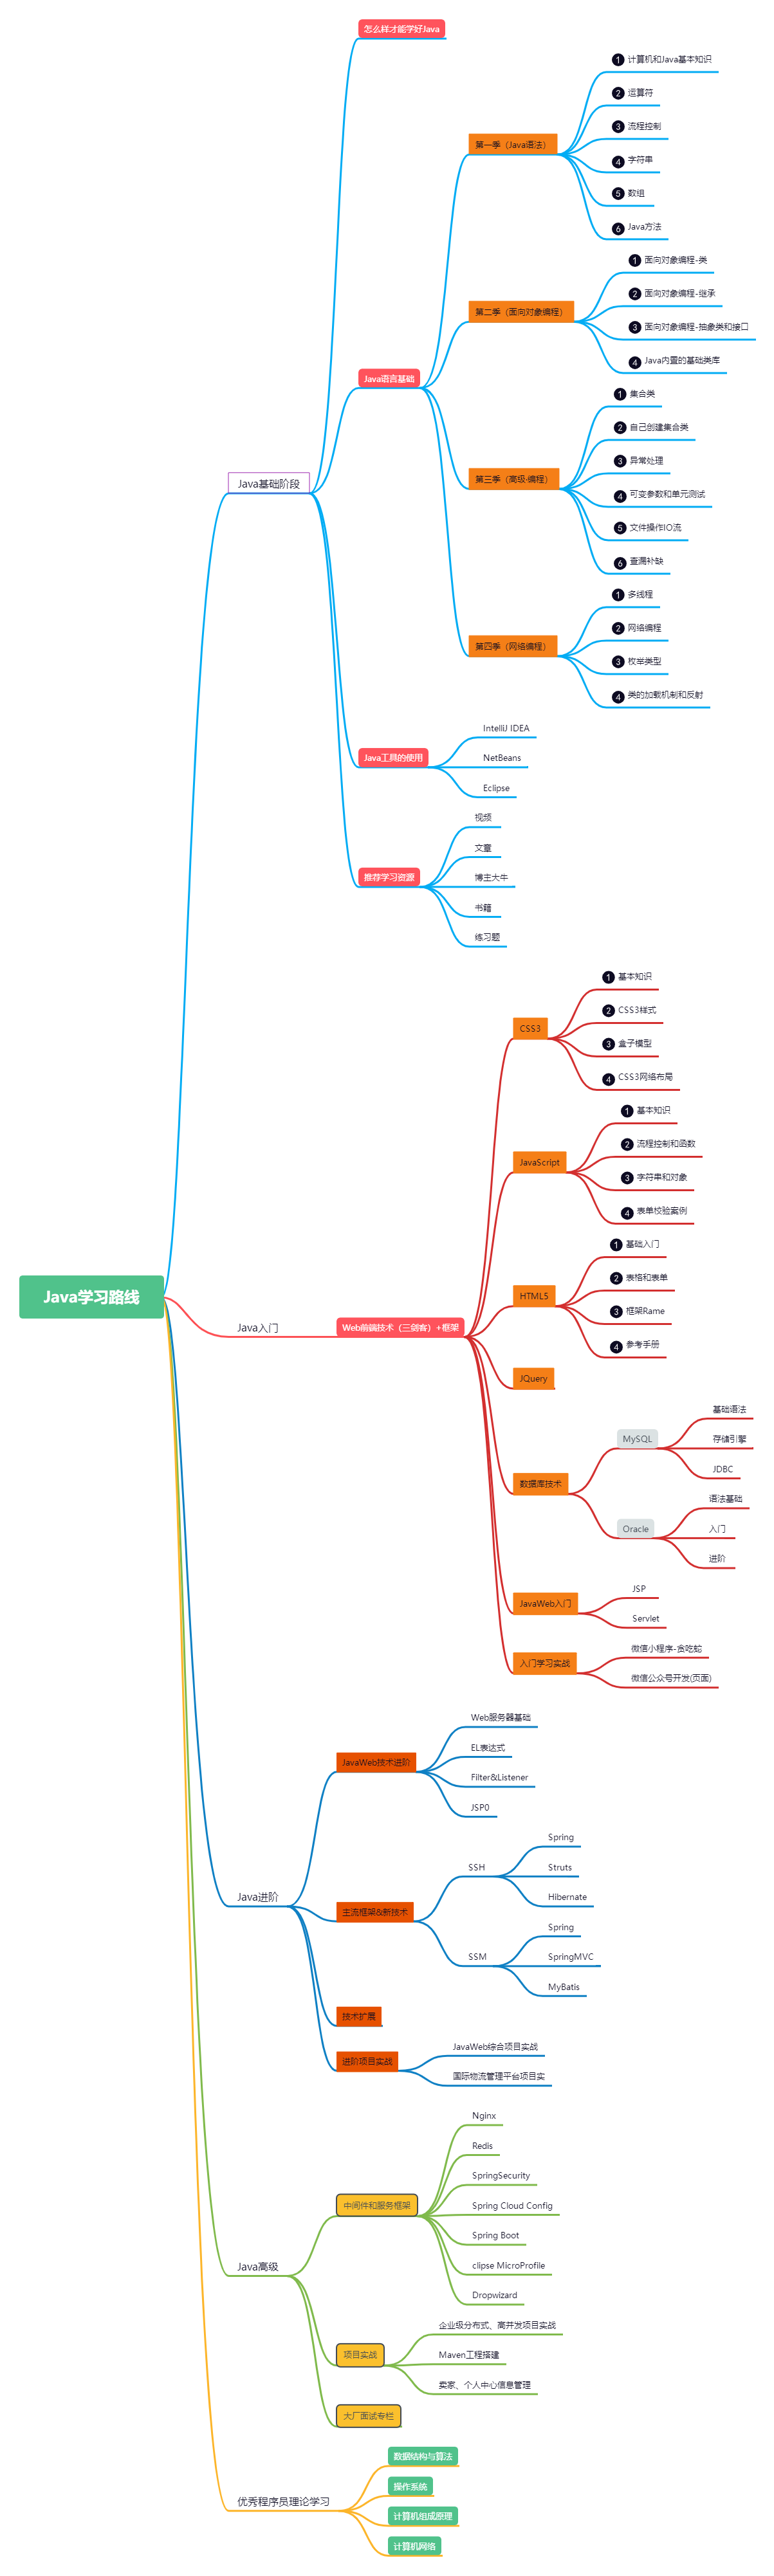 Java学习路线
Java基础阶段
怎么样才能学好Java
Java语言基础
第一季（Java语法）
1 计算机和Java基本知识
2 运算符
3 流程控制
4 字符串
5 数组
6 Java方法
第二季（面向对象编程）
1 面向对象编程-类
2 面向对象编程-继承
3 面向对象编程-抽象类和接口
4 Java内置的基础类库
第三季（高级·编程）
1 集合类
2 自己创建集合类
3 异常处理
4 可变参数和单元测试
5 文件操作IO流
6 查漏补缺
第四季（网络编程）
1 多线程
2 网络编程
3 枚举类型
4 类的加载机制和反射
Java工具的使用
IntelliJ IDEA
NetBeans
Eclipse
推荐学习资源
视频
文章
博主大牛
书籍
练习题
Java入门
Web前端技术（三剑客）+框架
CSS3
1 基本知识
2 CSS3样式
3 盒子模型
4 CSS3网络布局
JavaScript
1 基本知识
2 流程控制和函数
3 字符串和对象
4 表单校验案例
HTML5
1 基础入门
2 表格和表单
3 框架Rame
4 参考手册
JQuery
数据库技术
MySQL
基础语法
存储引擎
JDBC
Oracle
语法基础
入门
进阶
JavaWeb入门
JSP
Servlet
入门学习实战
微信小程序-贪吃蛇
微信公众号开发(页面)
Java进阶
JavaWeb技术进阶
Web服务器基础
EL表达式
Filter&Listener
JSP0
主流框架&新技术
SSH
Spring
Struts
Hibernate
SSM
Spring
SpringMVC
MyBatis
技术扩展
进阶项目实战
JavaWeb综合项目实战
国际物流管理平台项目实
Java高级
中间件和服务框架
Nginx
Redis
SpringSecurity
Spring Cloud Config
Spring Boot
clipse MicroProfile
Dropwizard
项目实战
企业级分布式、高并发项目实战
Maven工程搭建
卖家、个人中心信息管理
大厂面试专栏
优秀程序员理论学习
数据结构与算法
操作系统
计算机组成原理
计算机网络